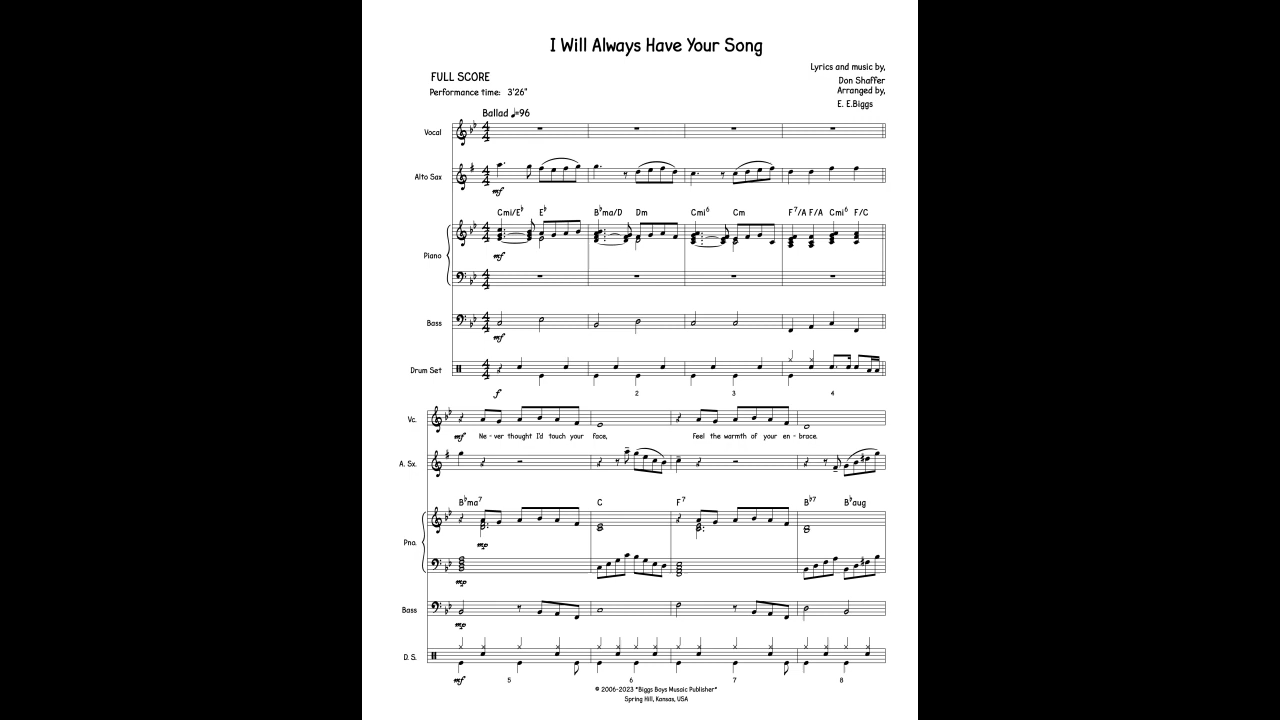 I Will Always Have Your Song
Lyrics and music by,
Don Shaffer
FULL SCORE
Arranged by,
Performance time: 3'26"
E. E.Biggs
Ballad ♩=96
Vocal
Alto Sax
mf
Cmi/E♭ E♭ B♭ma/D Dm Cmi6 Cm F7/A F/A Cmi6 F/C
Piano
mf
Bass
mf
Drum Set
f 2 3 4
Vc.
mf Ne - ver thought I'd touch your face, Feel the warmth of your en - brace.
A. Sx.
B♭ma7 C F7 B♭7 B♭aug
Pno.
mp
mp
Bass
mp
D. S.
mf 5 6 7 8
© 2006-2023 "Biggs Boys Musaic Publisher"
Spring Hill, Kansas, USA